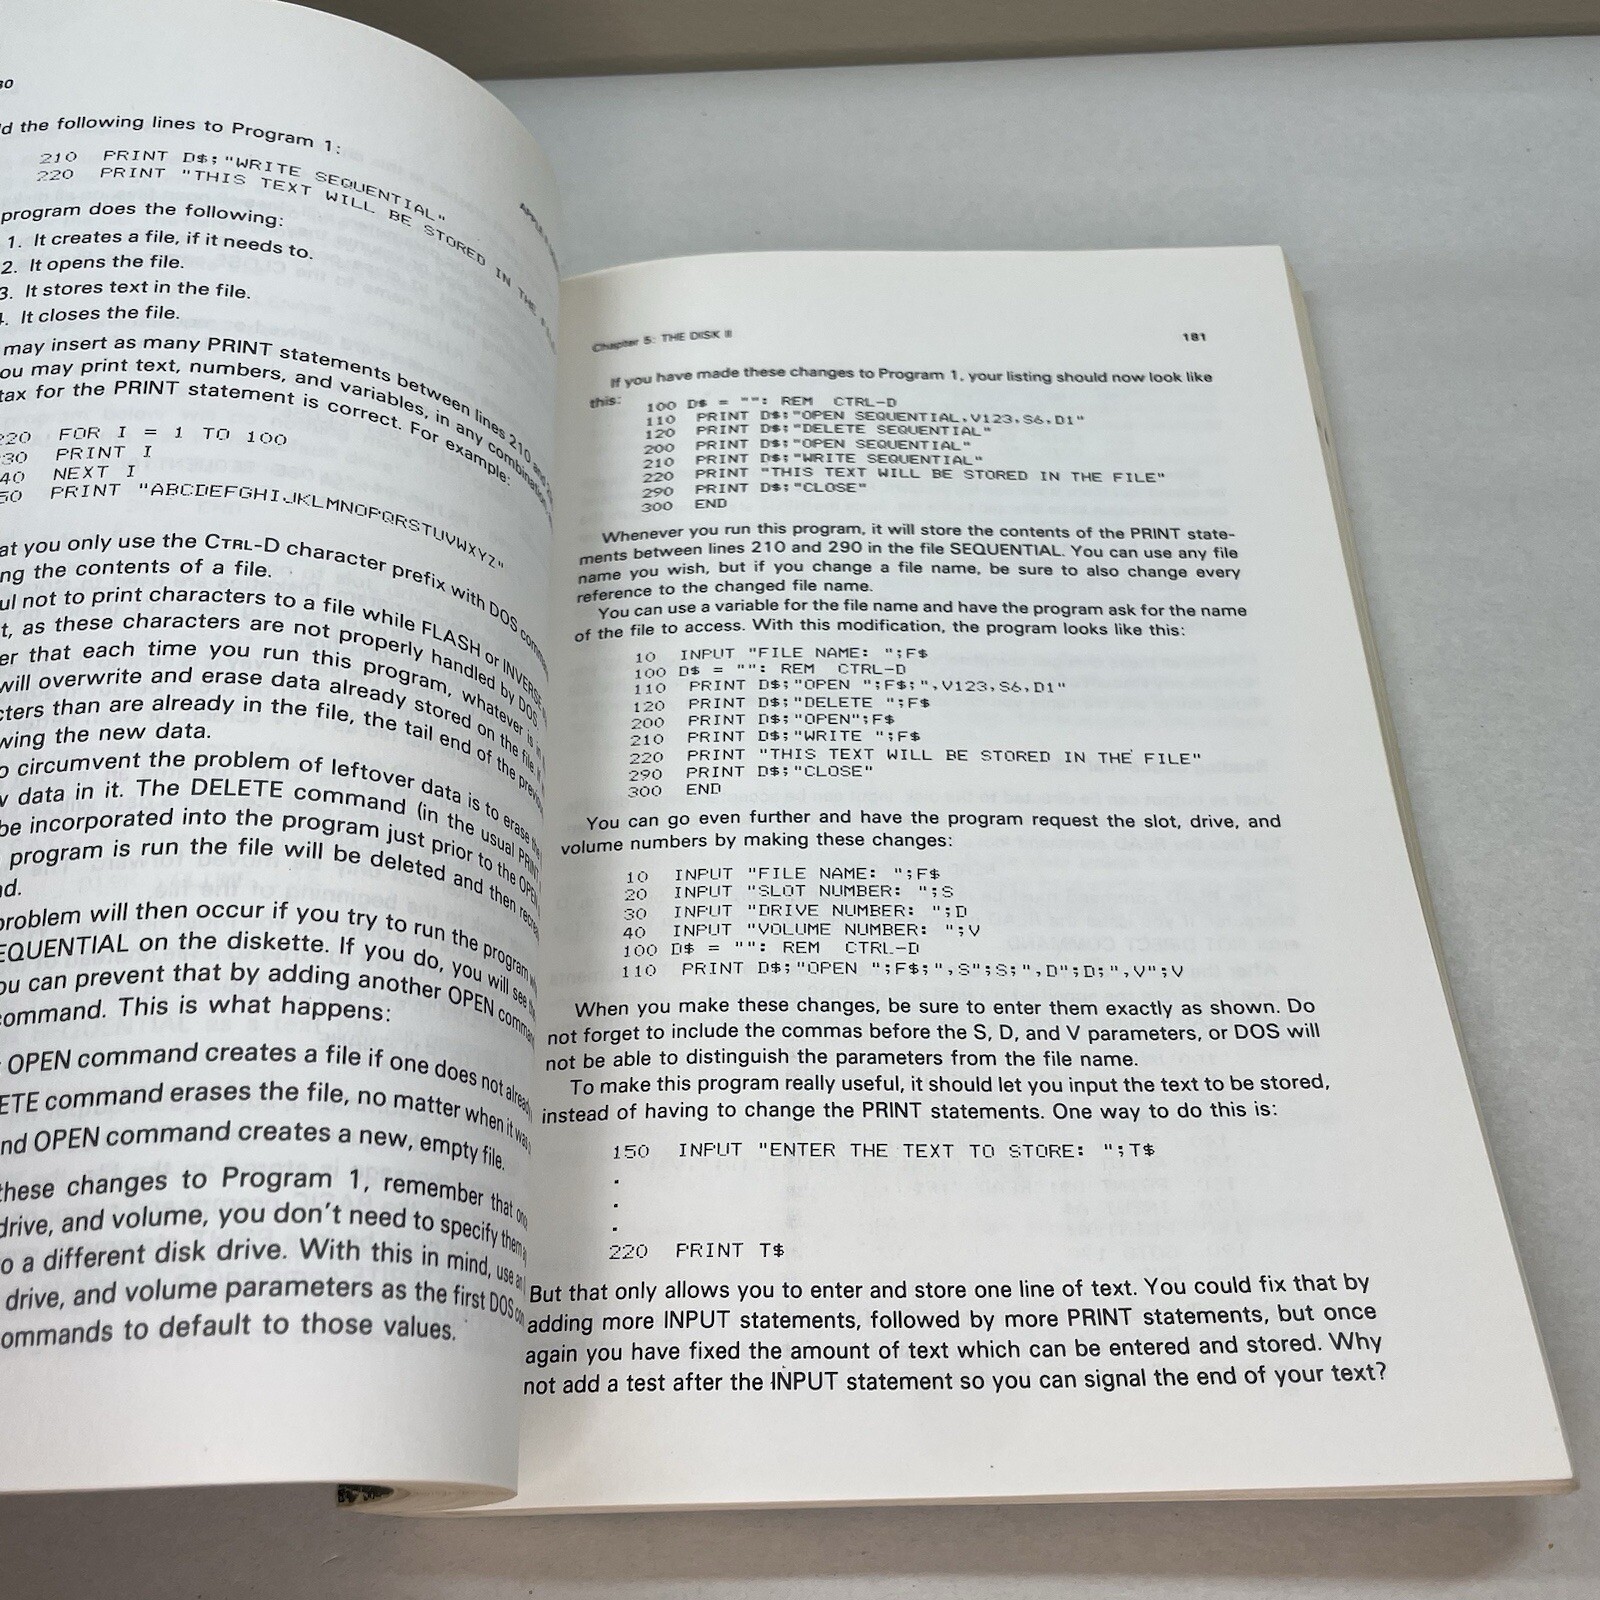 d the following lines to Program 1:
210 PRINT D$;"WRITE SEQUENTIAL"
220 PRINT "THIS TEXT WILL BE STORED IN THE
program does the following:
1. It creates a file, if it needs to.
2. It opens the file.
3. It stores text in the file.
. It closes the file.
may insert as many PRINT statements between lines 210 and
ou may print text, numbers, and variables, in any combination
tax for the PRINT statement is correct. For example:
220 FOR I = 1 TO 100
30 PRINT I
40 NEXT I
50 PRINT "ABCDEFGHIJKLMNOPQRSTUVWXYZ"
at you only use the CTRL-D character prefix with DOS
ng the contents of a file.
ul not to print characters to a file while FLASH or INVERSE
t, as these characters are not properly handled by DOS.
er that each time you run this program, whatever is in
will overwrite and erase data already stored on the file. If
cters than are already in the file, the tail end of the previous
wing the new data.
o circumvent the problem of leftover data is to erase the
data in it. The DELETE command (in the usual PRINT
be incorporated into the program just prior to the OPEN
program is run the file will be deleted and then
d.
problem will then occur if you try to run the program
EQUENTIAL on the diskette. If you do, you will see the
ou can prevent that by adding another OPEN command
ommand. This is what happens:
OPEN command creates a file if one does not already
ETE command erases the file, no matter when it was
nd OPEN command creates a new, empty file.
these changes to Program 1, remember that once
drive, and volume, you don't need to specify them
o a different disk drive. With this in mind, use
drive, and volume parameters as the first DOS
ommands to default to those values.
Chapter 5: THE DISK II 181
If you have made these changes to Program 1, your listing should now look like
this:
100 D$ = "": REM CTRL-D
110 PRINT D$;"OPEN SEQUENTIAL,V123,S6,D1"
120 PRINT D$;"DELETE SEQUENTIAL"
200 PRINT D$;"OPEN SEQUENTIAL"
210 PRINT D$;"WRITE SEQUENTIAL"
220 PRINT "THIS TEXT WILL BE STORED IN THE FILE"
290 PRINT D$;"CLOSE"
300 END
Whenever you run this program, it will store the contents of the PRINT state-
ments between lines 210 and 290 in the file SEQUENTIAL. You can use any file
name you wish, but if you change a file name, be sure to also change every
reference to the changed file name.
You can use a variable for the file name and have the program ask for the name
of the file to access. With this modification, the program looks like this:
10 INPUT "FILE NAME: ";F$
100 D$ = "": REM CTRL-D
110 PRINT D$;"OPEN ";F$;",V123,S6,D1"
120 PRINT D$;"DELETE ";F$
200 PRINT D$;"OPEN";F$
210 PRINT D$;"WRITE ";F$
220 PRINT "THIS TEXT WILL BE STORED IN THE FILE"
290 PRINT D$;"CLOSE"
300 END
You can go even further and have the program request the slot, drive, and
volume numbers by making these changes:
10 INPUT "FILE NAME: ";F$
20 INPUT "SLOT NUMBER: ";S
30 INPUT "DRIVE NUMBER: ";D
40 INPUT "VOLUME NUMBER: ";V
100 D$ = "": REM CTRL-D
110 PRINT D$;"OPEN ";F$;",S";S;",D";D;",V";V
When you make these changes, be sure to enter them exactly as shown. Do
not forget to include the commas before the S, D, and V parameters, or DOS will
not be able to distinguish the parameters from the file name.
To make this program really useful, it should let you input the text to be stored,
instead of having to change the PRINT statements. One way to do this is:
150 INPUT "ENTER THE TEXT TO STORE: ";T$
.
.
.
220 PRINT T$
But that only allows you to enter and store one line of text. You could fix that by
adding more INPUT statements, followed by more PRINT statements, but once
again you have fixed the amount of text which can be entered and stored. Why
not add a test after the INPUT statement so you can signal the end of your text?